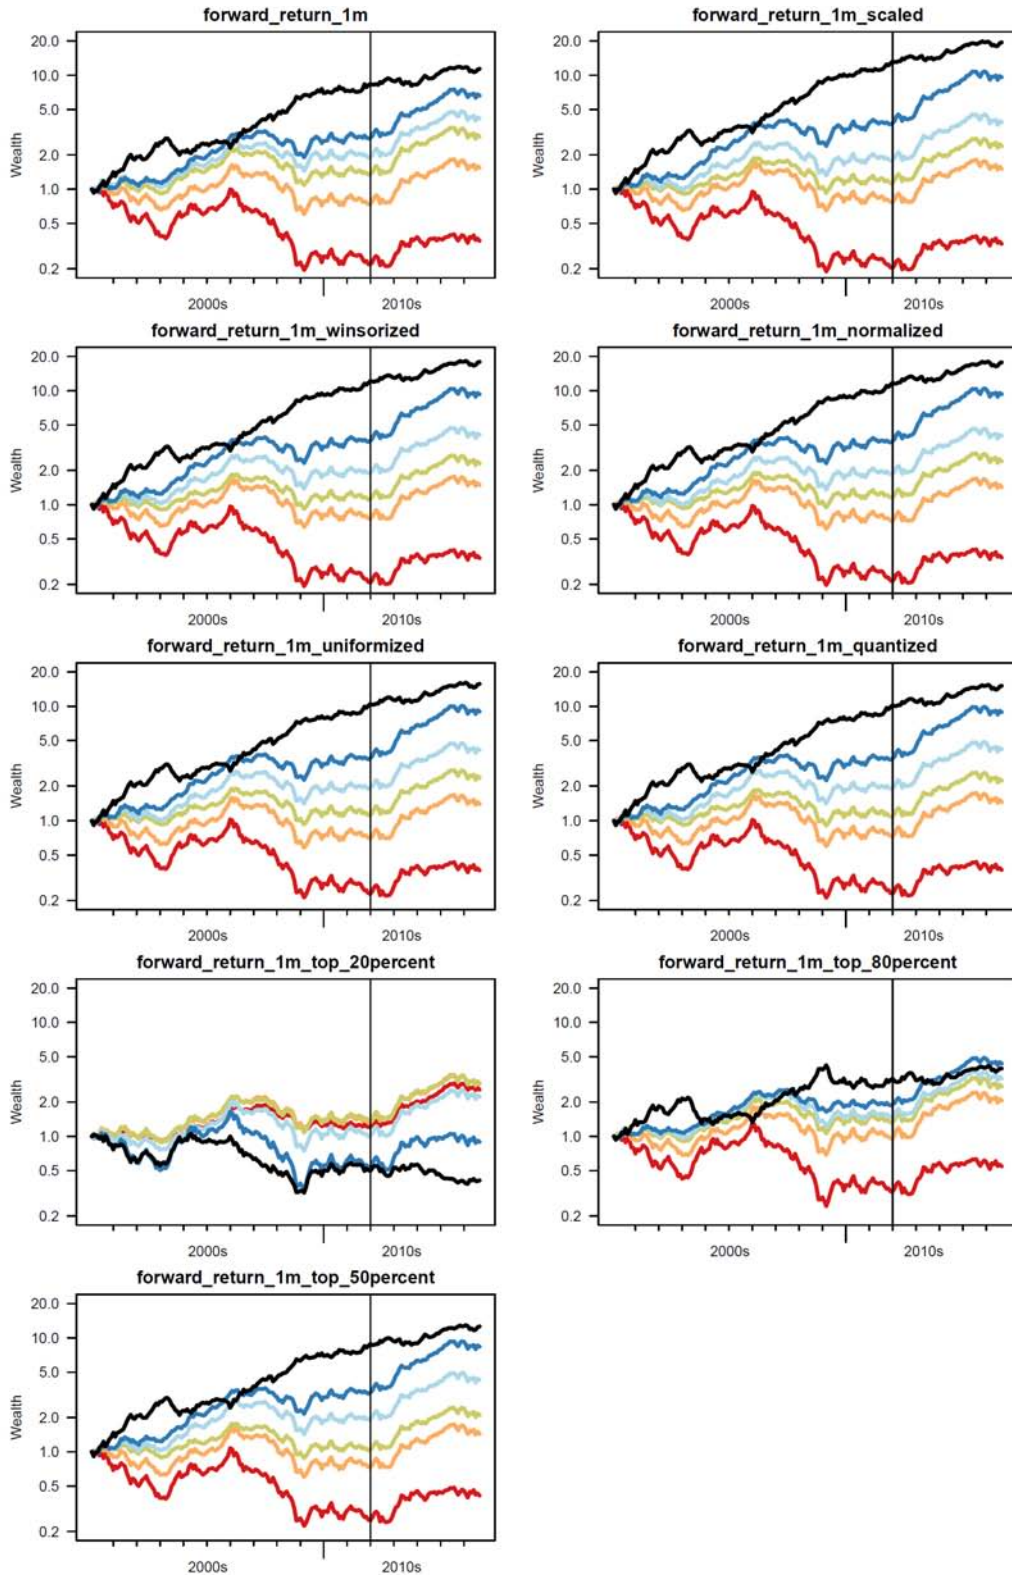 forward_return_1m
20.0
10.0
5.0
2.0
1.0
0.5
0.2
Wealth
2000s 2010s
forward_return_1m_scaled
20.0
10.0
5.0
2.0
1.0
0.5
0.2
Wealth
2000s 2010s
forward_return_1m_winsorized
20.0
10.0
5.0
2.0
1.0
0.5
0.2
Wealth
2000s 2010s
forward_return_1m_normalized
20.0
10.0
5.0
2.0
1.0
0.5
0.2
Wealth
2000s 2010s
forward_return_1m_uniformized
20.0
10.0
5.0
2.0
1.0
0.5
0.2
Wealth
2000s 2010s
forward_return_1m_quantized
20.0
10.0
5.0
2.0
1.0
0.5
0.2
Wealth
2000s 2010s
forward_return_1m_top_20percent
20.0
10.0
5.0
2.0
1.0
0.5
0.2
Wealth
2000s 2010s
forward_return_1m_top_80percent
20.0
10.0
5.0
2.0
1.0
0.5
0.2
Wealth
2000s 2010s
forward_return_1m_top_50percent
20.0
10.0
5.0
2.0
1.0
0.5
0.2
Wealth
2000s 2010s